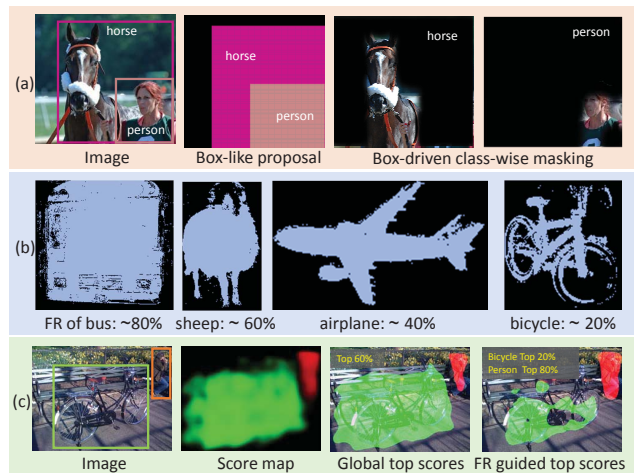 (a)
horse
person
horse
person
horse
person
Image
Box-like proposal
Box-driven class-wise masking
(b)
FR of bus: ~80%
sheep: ~ 60%
airplane: ~ 40%
bicycle: ~ 20%
(c)
Top 60%
Bicycle Top 20%
Person Top 80%
Image
Score map
Global top scores
FR guided top scores